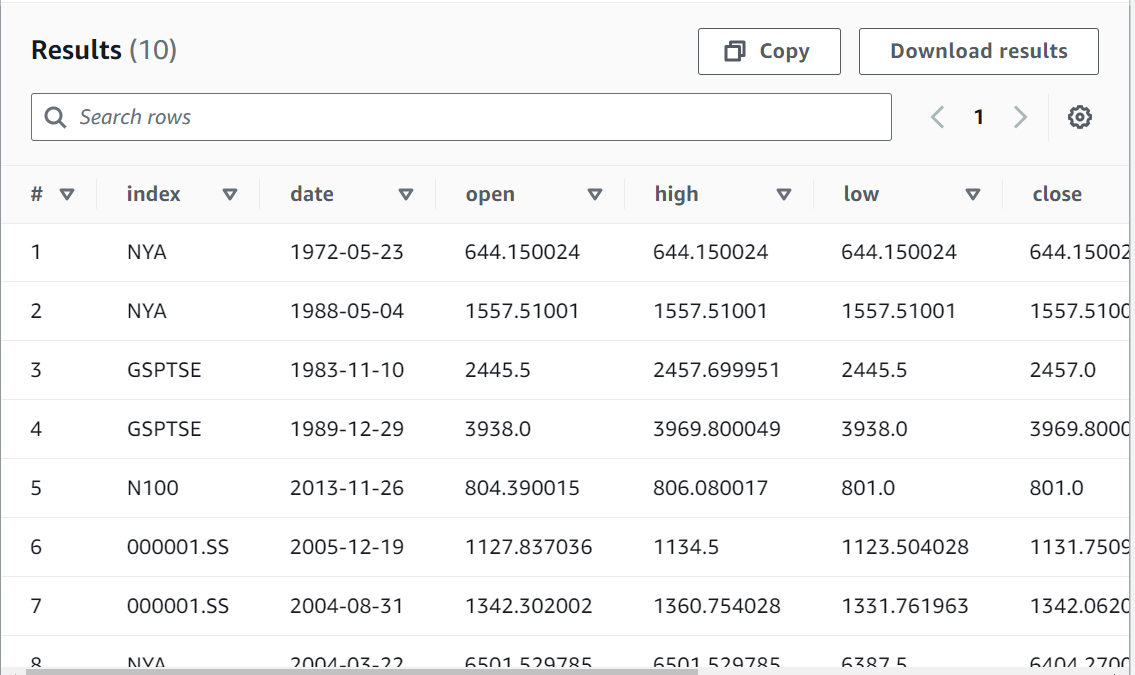 Results (10)
Copy
Download results
Search rows
1
# index date open high low close
1 NYA 1972-05-23 644.150024 644.150024 644.150024 644.15002
2 NYA 1988-05-04 1557.51001 1557.51001 1557.51001 1557.5100
3 GSPTSE 1983-11-10 2445.5 2457.699951 2445.5 2457.0
4 GSPTSE 1989-12-29 3938.0 3969.800049 3938.0 3969.8000
5 N100 2013-11-26 804.390015 806.080017 801.0 801.0
6 000001.SS 2005-12-19 1127.837036 1134.5 1123.504028 1131.7509
7 000001.SS 2004-08-31 1342.302002 1360.754028 1331.761963 1342.0620
8 NYA 2004-03-22 6501.529785 6501.529785 6387.5 6404.2700